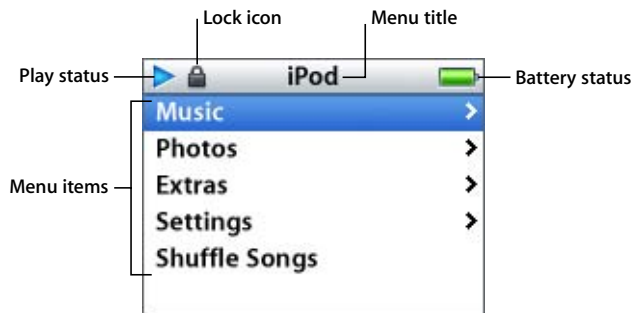 Lock icon
Menu title
Play status
iPod
Battery status
Music
Photos
Menu items
Extras
Settings
Shuffle Songs